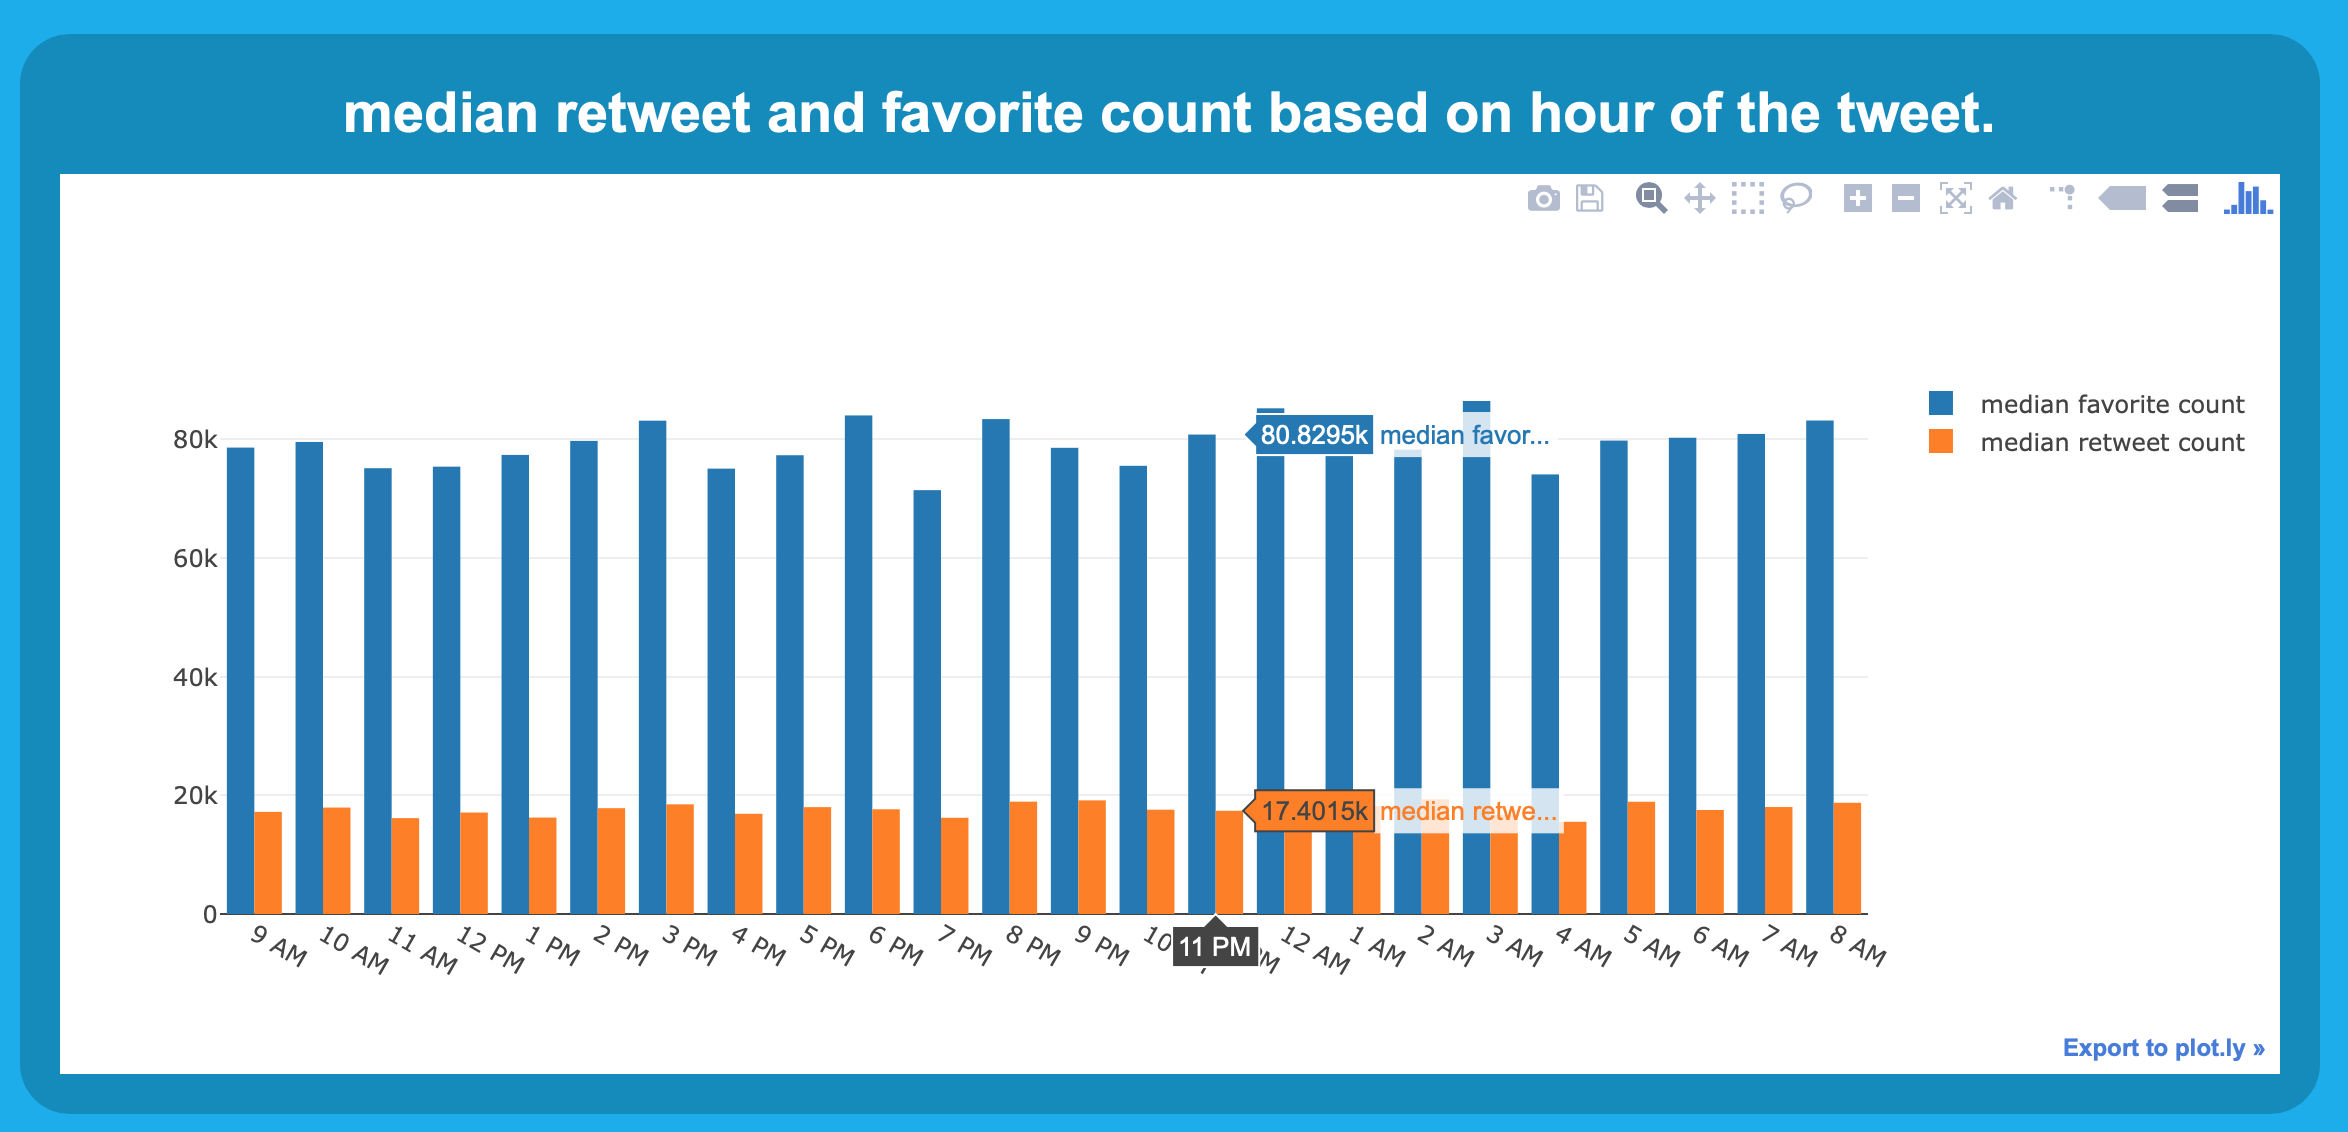 median retweet and favorite count based on hour of the tweet.
median favorite count
median retweet count
80k
60k
40k
20k
0
80.8295k median favor...
17.4015k median retwe...
9 AM
10 AM
11 AM
12 PM
1 PM
2 PM
3 PM
4 PM
5 PM
6 PM
7 PM
8 PM
9 PM
10
11 PM
12 AM
1 AM
2 AM
3 AM
4 AM
5 AM
6 AM
7 AM
8 AM
Export to plot.ly »